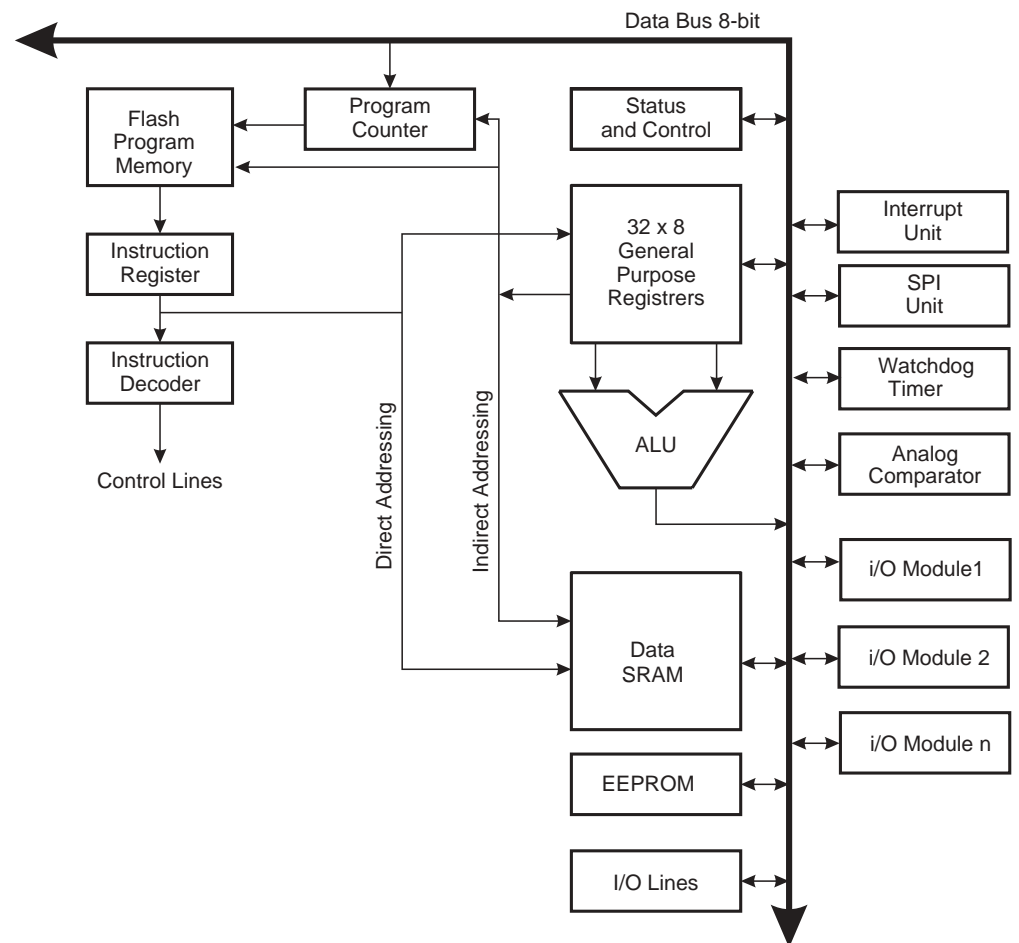 Data Bus 8-bit
Flash
Program
Memory
Program
Counter
Status
and Control
Interrupt
Unit
32 x 8
General
Purpose
Registrers
Instruction
Register
SPI
Unit
Instruction
Decoder
Watchdog
Timer
Direct Addressing
Indirect Addressing
ALU
Analog
Comparator
Control Lines
i/O Module1
Data
SRAM
i/O Module 2
i/O Module n
EEPROM
I/O Lines